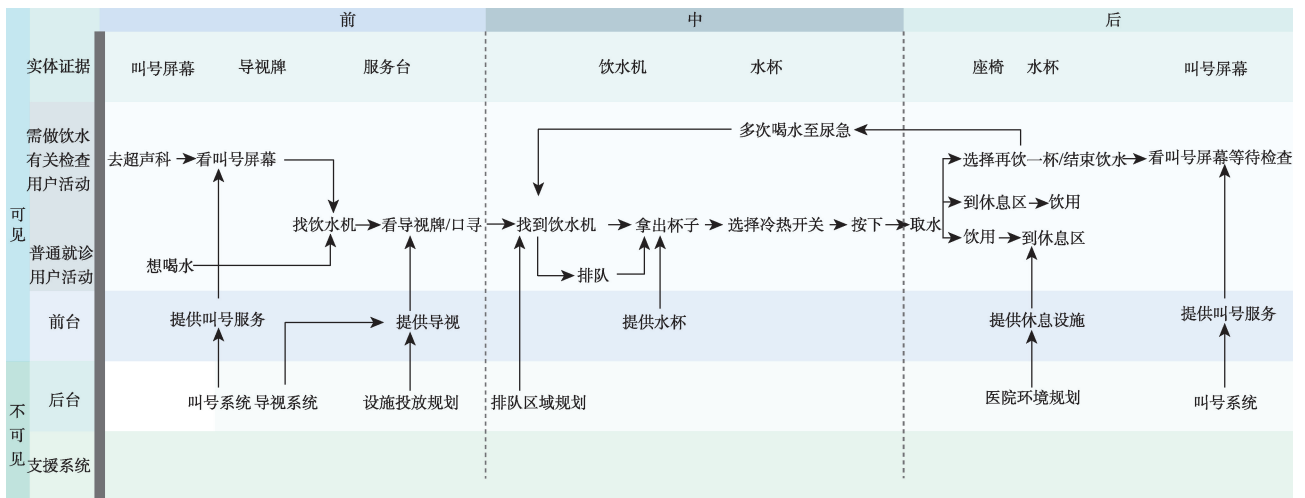 前
中
后
实体证据
叫号屏幕
导视牌
服务台
饮水机
水杯
座椅
水杯
叫号屏幕
可见
需做饮水
有关检查
用户活动
去超声科
看叫号屏幕
多次喝水至尿急
选择再饮一杯/结束饮水
看叫号屏幕等待检查
到休息区
饮用
找饮水机
看导视牌/口寻
找到饮水机
拿出杯子
选择冷热开关
按下
取水
饮用
到休息区
普通就诊
用户活动
想喝水
排队
前台
提供叫号服务
提供导视
提供水杯
提供休息设施
提供叫号服务
不可见
后台
叫号系统
导视系统
设施投放规划
排队区域规划
医院环境规划
叫号系统
支援系统